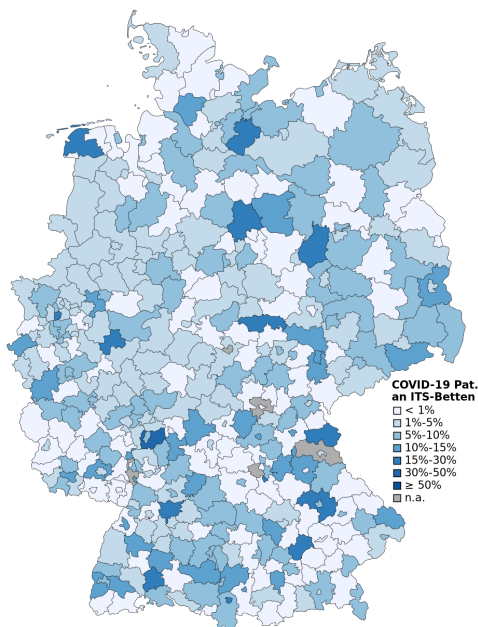 COVID-19 Pat.
an ITS-Betten
< 1%
1%-5%
5%-10%
10%-15%
15%-30%
30%-50%
≥ 50%
n.a.